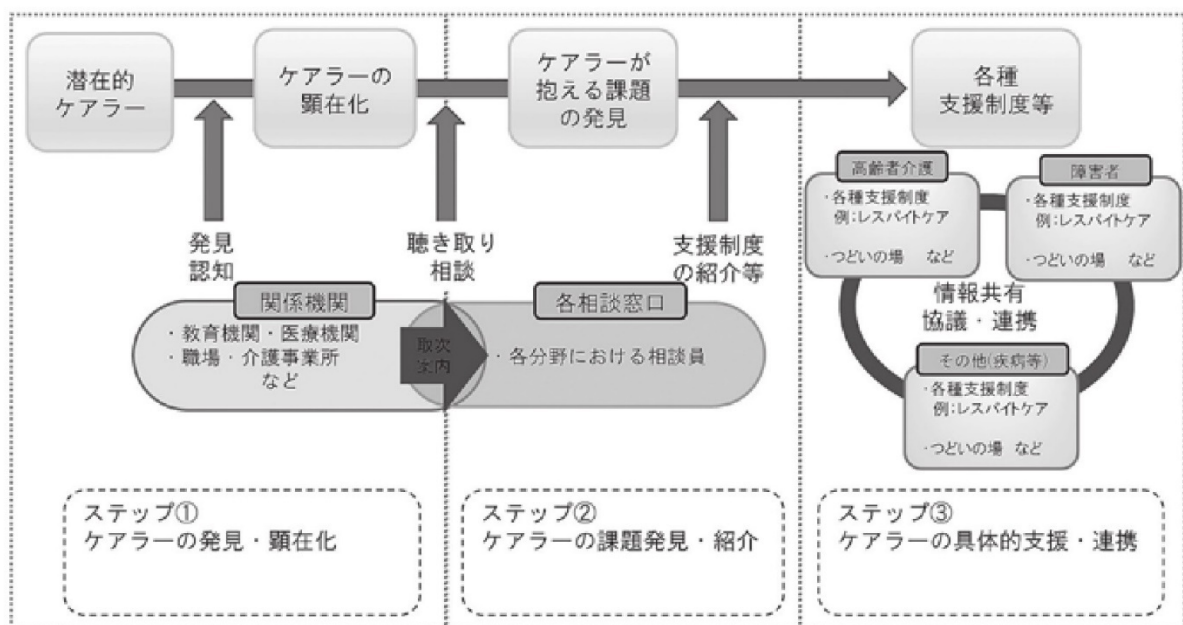 潜在的
ケアラー
ケアラーの
顕在化
ケアラーが
抱える課題
の発見
各種
支援制度等
発見
認知
聴き取り
相談
支援制度
の紹介等
関係機関
・教育機関・医療機関
・職場・介護事業所
など
取次
案内
各相談窓口
・各分野における相談員
高齢者介護
・各種支援制度
例:レスパイトケア
・つどいの場 など
障害者
・各種支援制度
例:レスパイトケア
・つどいの場 など
情報共有
協議・連携
その他(疾病等)
・各種支援制度
例:レスパイトケア
・つどいの場 など
ステップ①
ケアラーの発見・顕在化
ステップ②
ケアラーの課題発見・紹介
ステップ③
ケアラーの具体的支援・連携